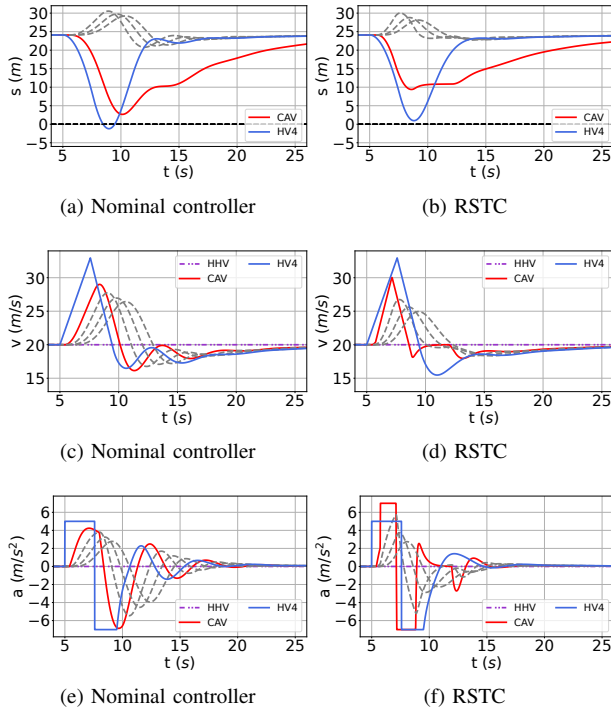 30
25
20
15
10
5
0
−5
s (m)
CAV
HV4
5 10 15 20 25
t (s)
(a) Nominal controller
30
25
20
15
10
5
0
−5
s (m)
CAV
HV4
5 10 15 20 25
t (s)
(b) RSTC
30
25
20
15
v (m/s)
HHV HV4
CAV
5 10 15 20 25
t (s)
(c) Nominal controller
30
25
20
15
v (m/s)
HHV HV4
CAV
5 10 15 20 25
t (s)
(d) RSTC
6
4
2
0
−2
−4
−6
a (m/s²)
HHV HV4
CAV
5 10 15 20 25
t (s)
(e) Nominal controller
6
4
2
0
−2
−4
−6
a (m/s²)
HHV HV4
CAV
5 10 15 20 25
t (s)
(f) RSTC